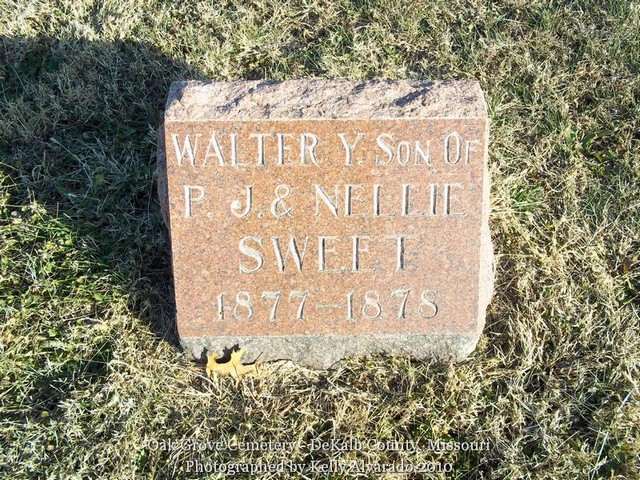 WALTER Y. SON OF
P. J. & NELLIE
SWEET
1877-1878
Oak Grove Cemetery - DeKalb County, Missouri
Photographed by Kelly Alvarado 2010